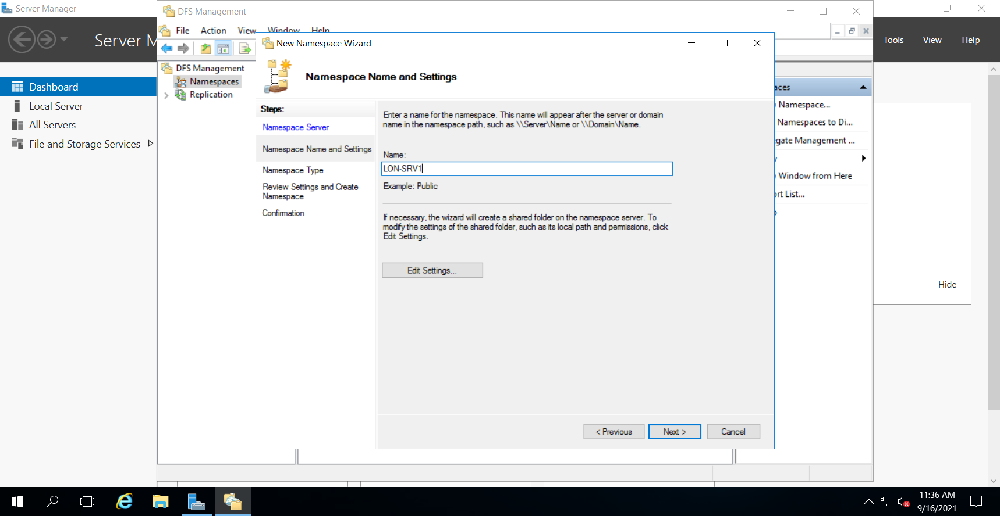 Server Manager
DFS Management
File Action View Window Help
Server M
Tools View Help
New Namespace Wizard
DFS Management
Namespaces
Replication
Namespace Name and Settings
Dashboard
Local Server
All Servers
File and Storage Services
Steps:
Namespace Server
Namespace Name and Settings
Namespace Type
Review Settings and Create
Namespace
Confirmation
Enter a name for the namespace. This name will appear after the server or domain
name in the namespace path, such as \\Server\Name or \\Domain\Name.
Name:
LON-SRV1
Example: Public
If necessary, the wizard will create a shared folder on the namespace server. To
modify the settings of the shared folder, such as its local path and permissions, click
Edit Settings.
Edit Settings...
< Previous Next > Cancel
aces
Namespace...
Namespaces to Di...
egate Management ...
Window from Here
ort List...
Hide
11:36 AM
9/16/2021